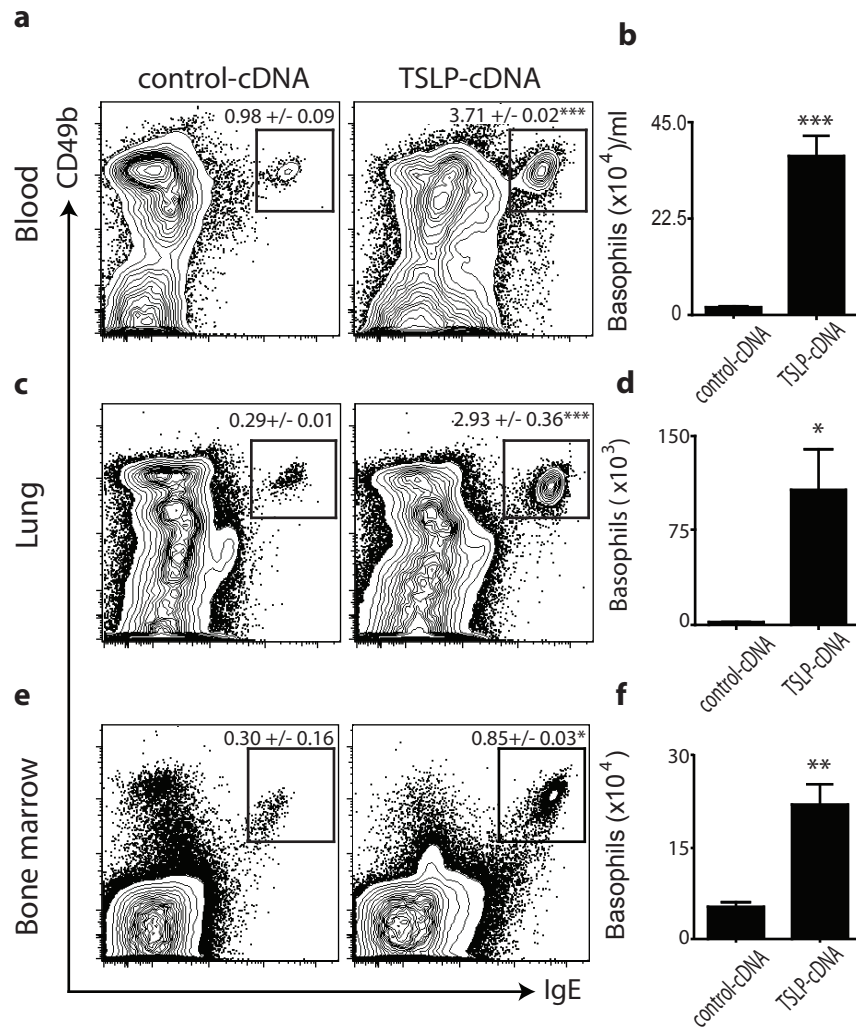 a
control-cDNA
TSLP-cDNA
Blood
CD49b
0.98 +/- 0.09
3.71 +/- 0.02***
b
Basophils (x10⁴)/ml
45.0
22.5
0
***
control-cDNA
TSLP-cDNA
c
Lung
0.29+/- 0.01
2.93 +/- 0.36***
d
Basophils (x10³)
150
75
0
*
control-cDNA
TSLP-cDNA
e
Bone marrow
0.30 +/- 0.16
0.85+/- 0.03*
IgE
f
Basophils (x10⁴)
30
15
0
**
control-cDNA
TSLP-cDNA